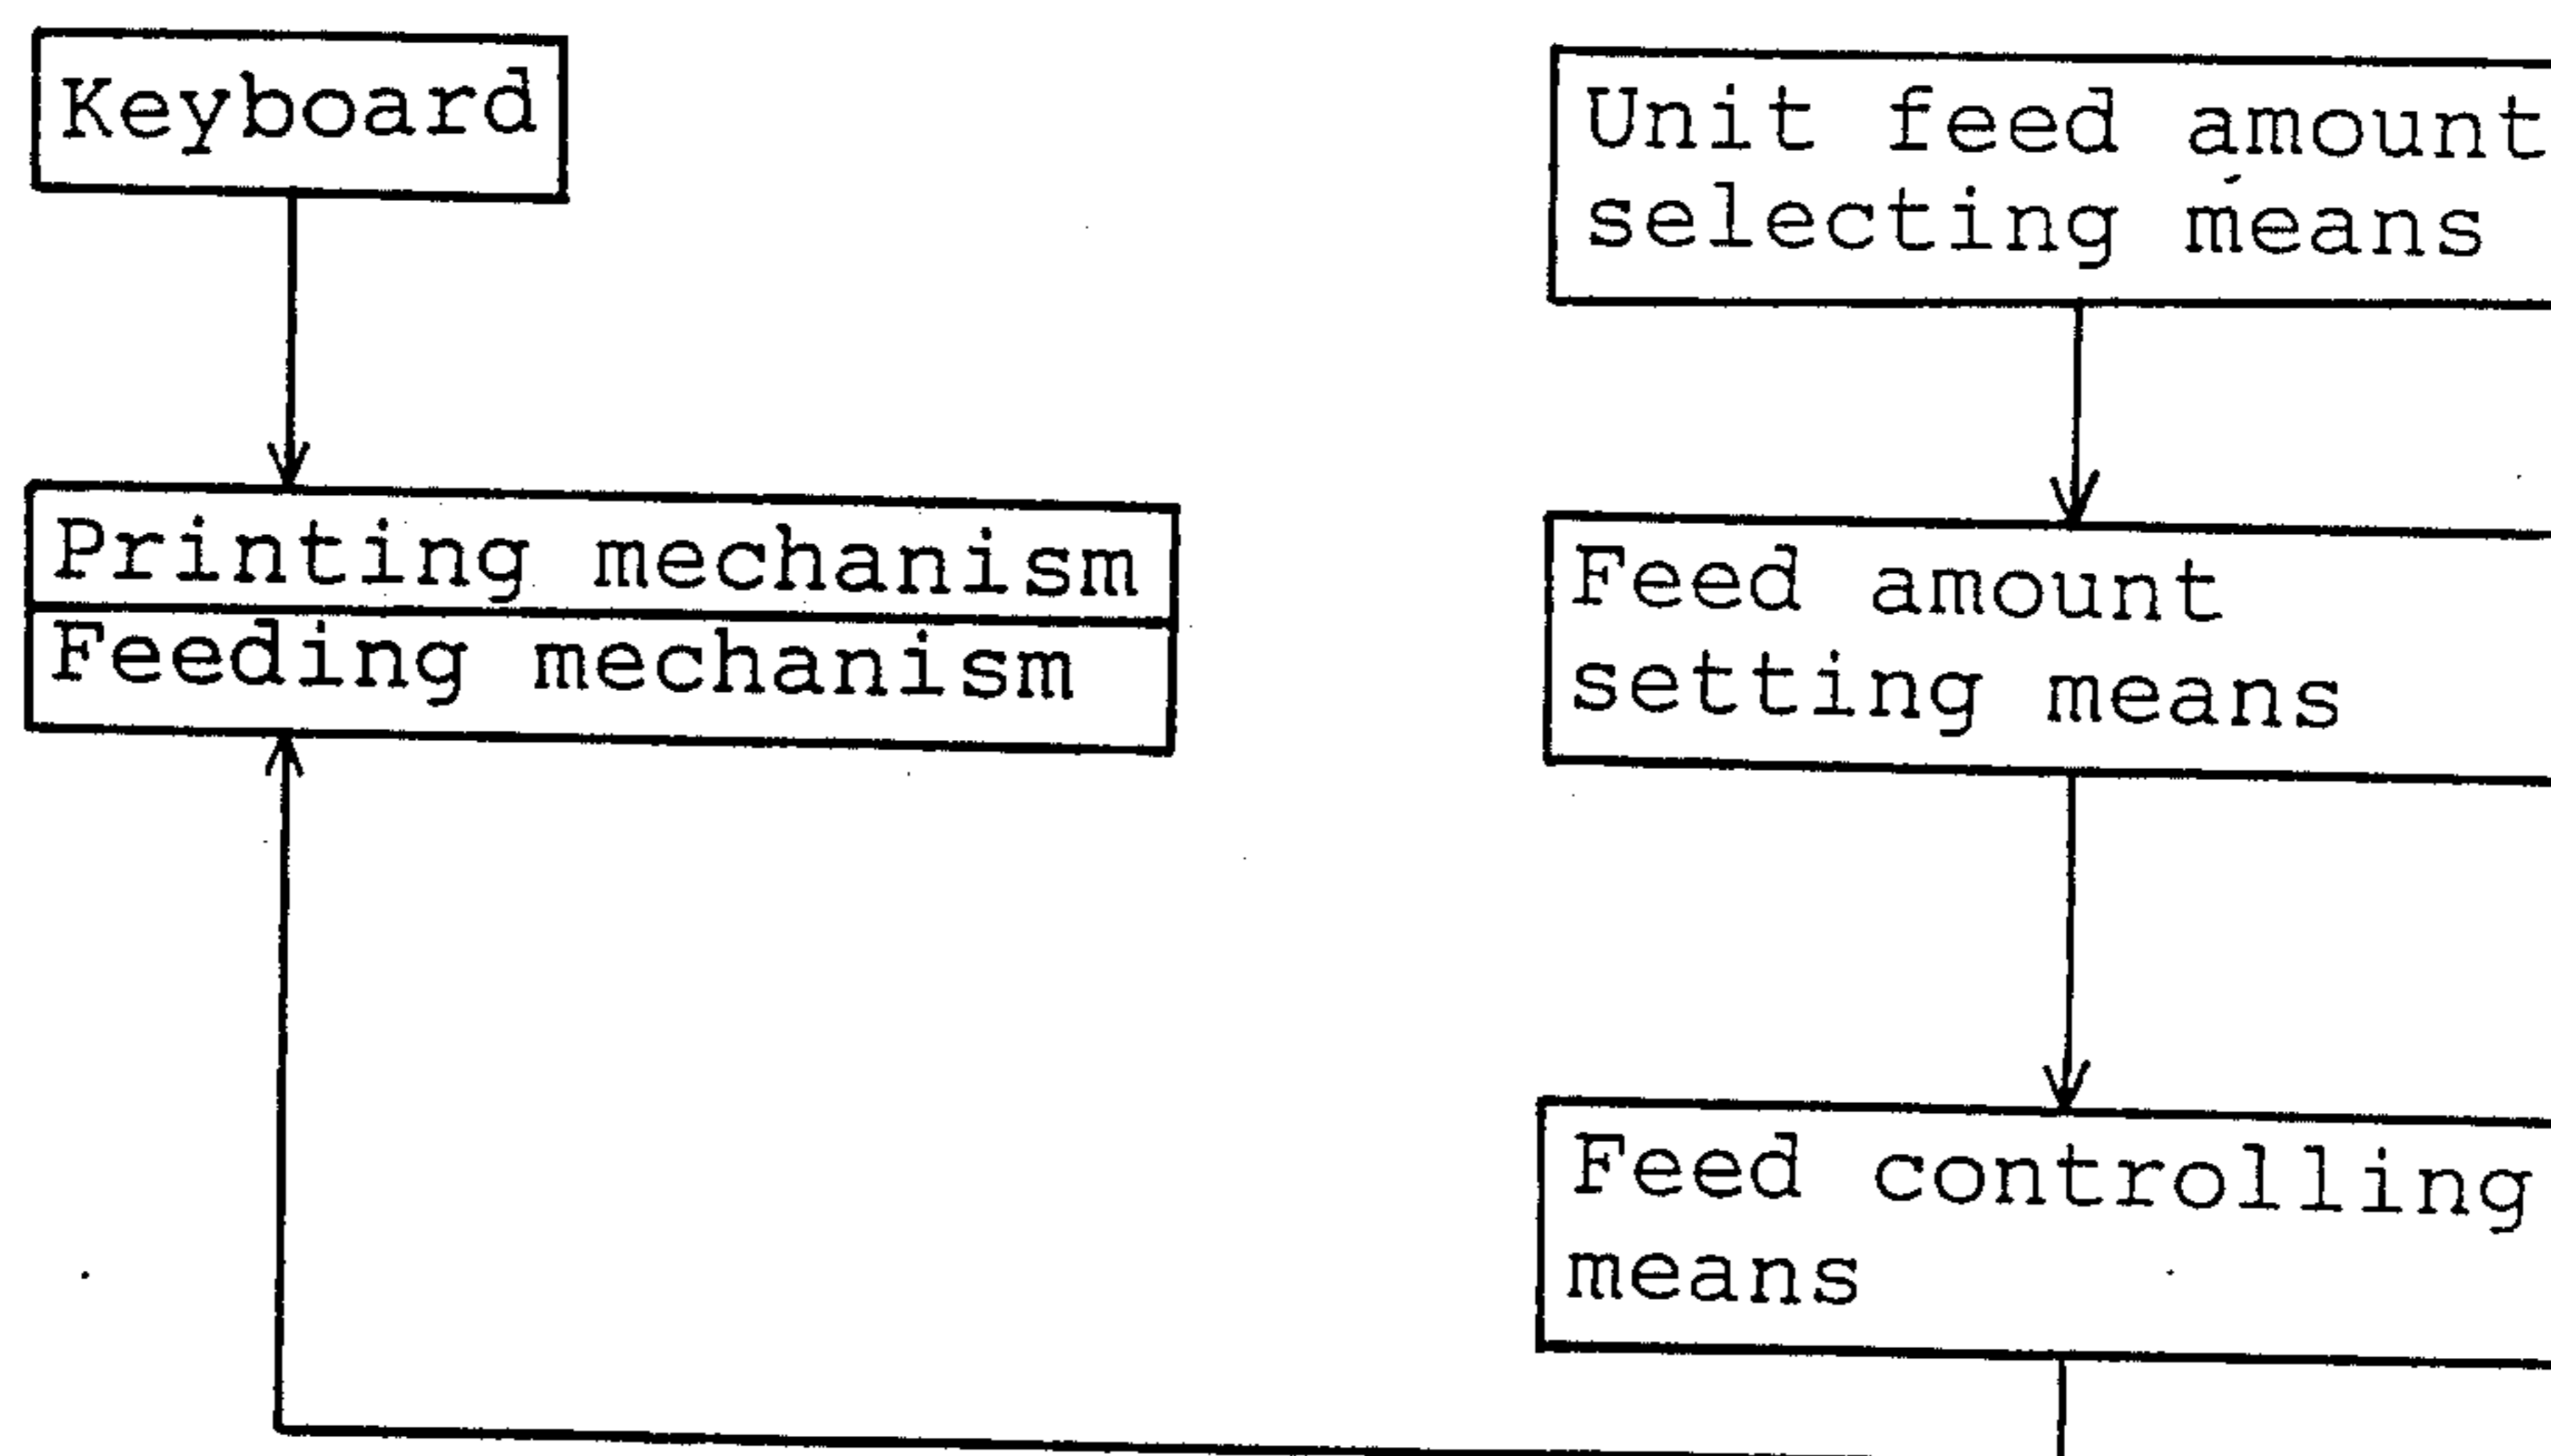 Keyboard
Printing mechanism
Feeding mechanism
Unit feed amount
selecting means
Feed amount
setting means
Feed controlling
means